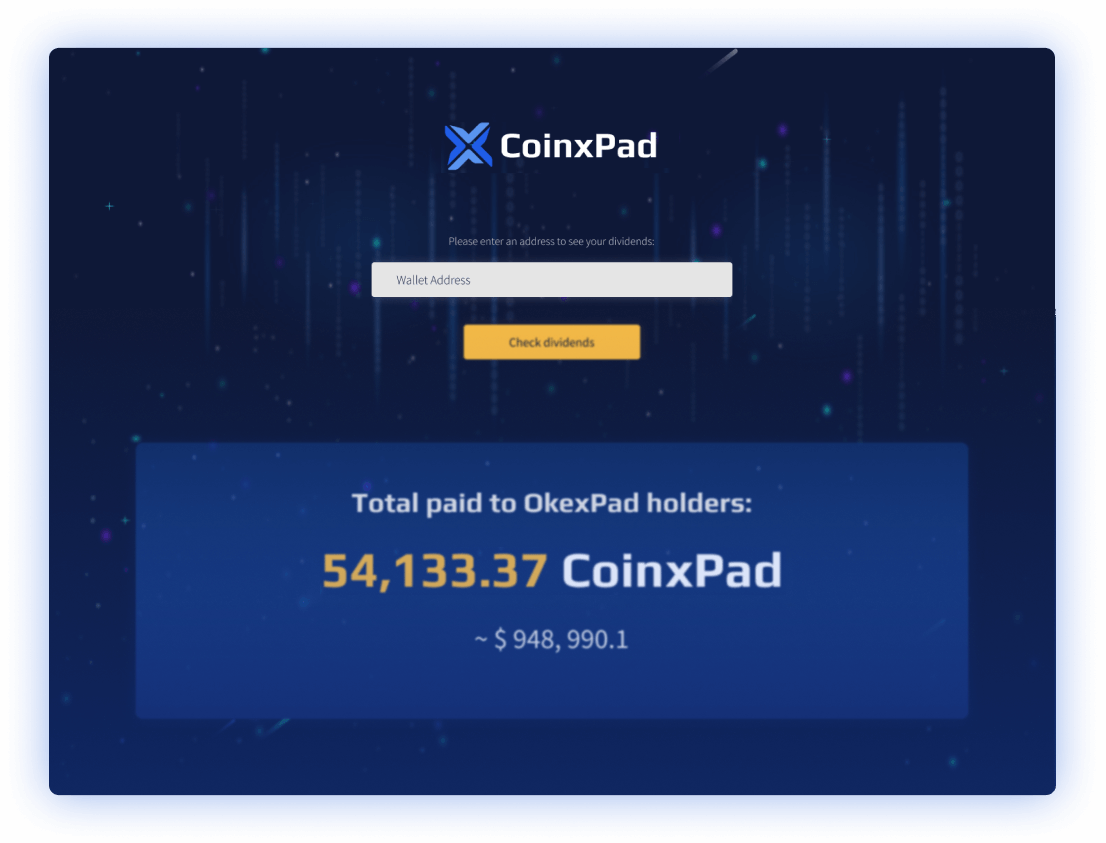 CoinxPad
Please enter an address to see your dividends:
Wallet Address
Check dividends
Total paid to OkexPad holders:
54,133.37 CoinxPad
~ $ 948, 990.1